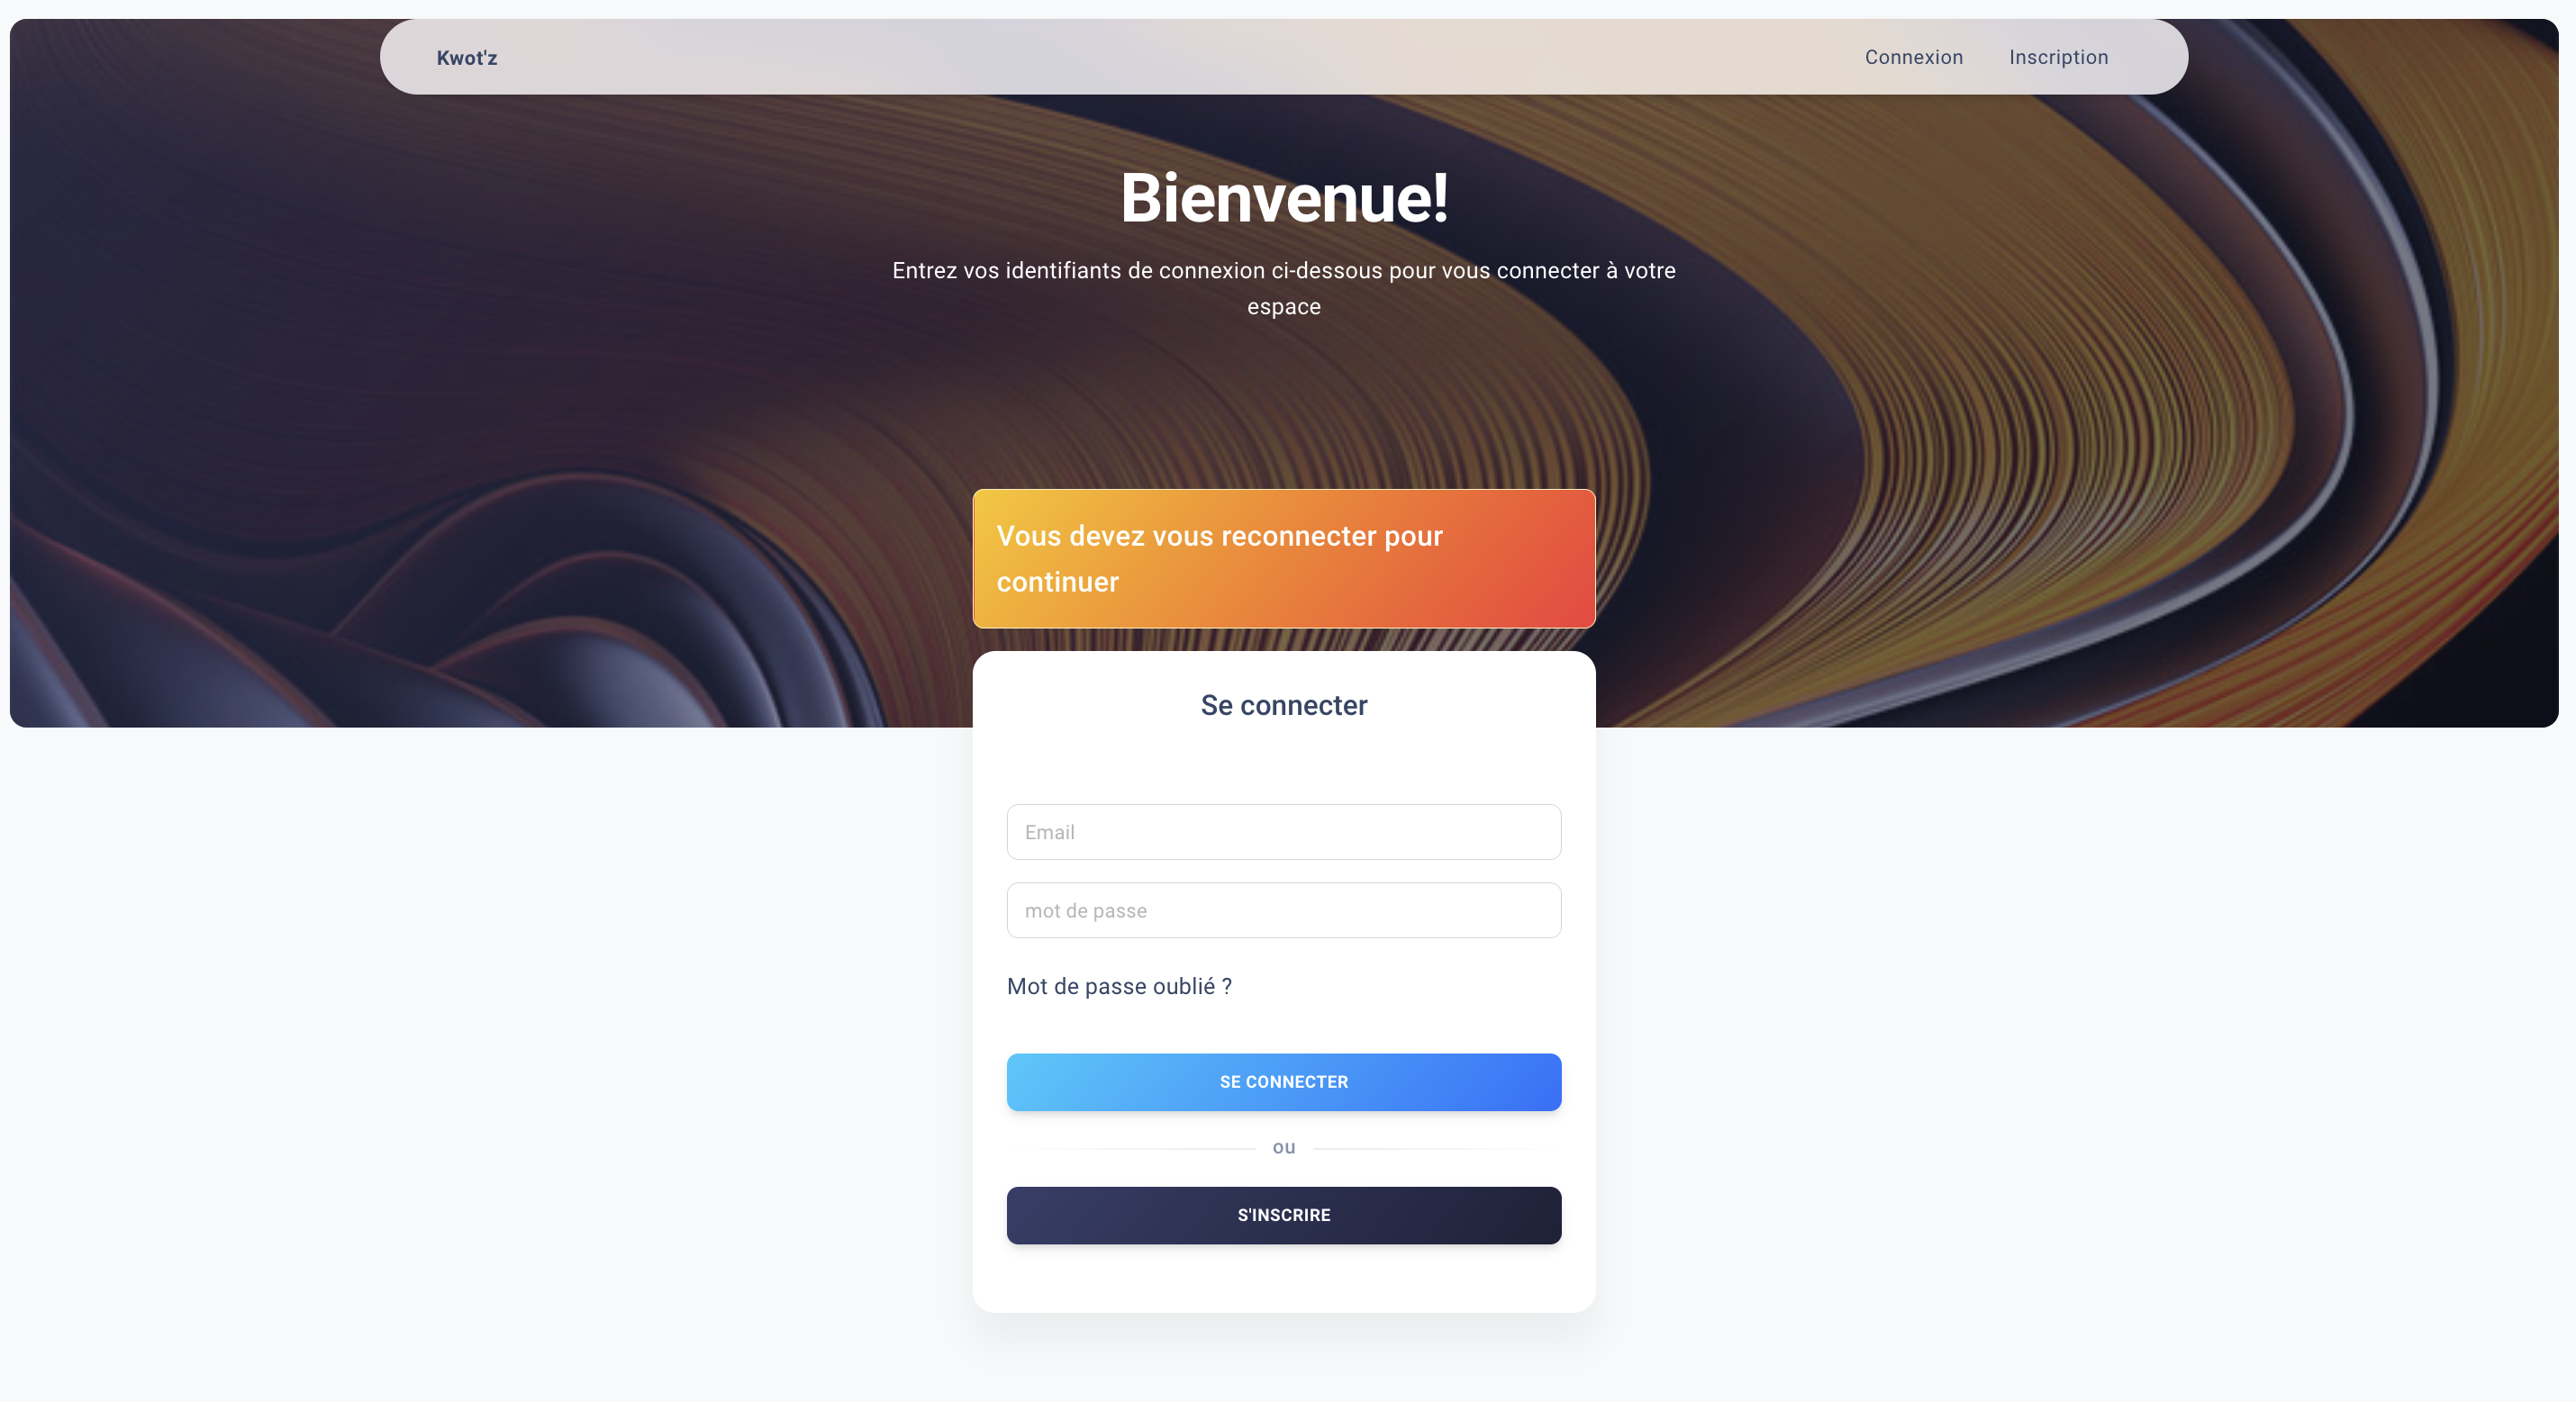 Kwot'z
Connexion
Inscription
Bienvenue!
Entrez vos identifiants de connexion ci-dessous pour vous connecter à votre
espace
Vous devez vous reconnecter pour
continuer
Se connecter
Email
mot de passe
Mot de passe oublié ?
SE CONNECTER
ou
S'INSCRIRE